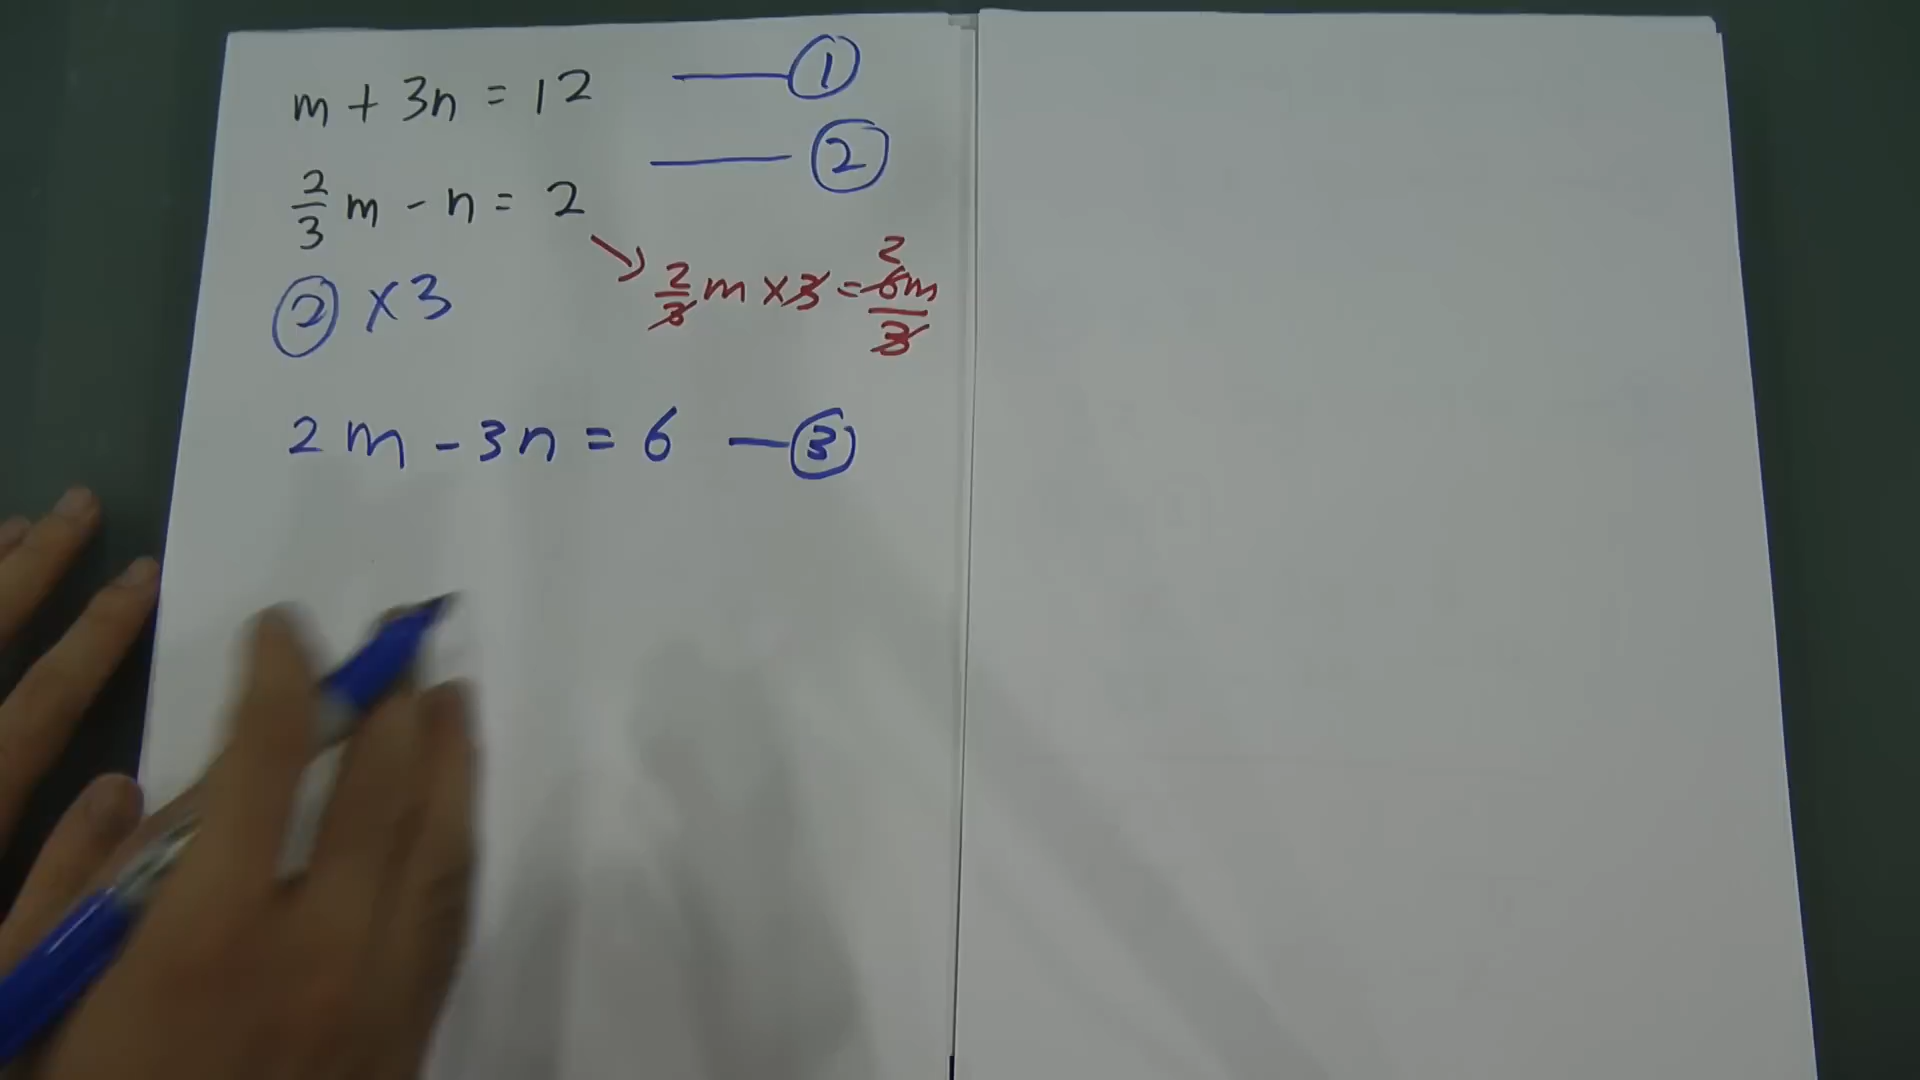 m + 3n = 12 —— ①
2/3 m - n = 2 —— ②
② ×3
2/3 m × 3 = 6m/3 2
2m - 3n = 6 — ③